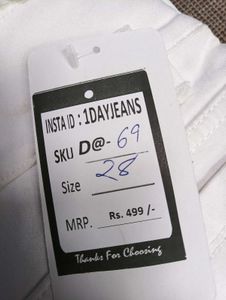 INSTA ID : 1DAYJEANS
SKU D@- 69
Size 28
MRP. Rs. 499 /-
Thanks For Choosing